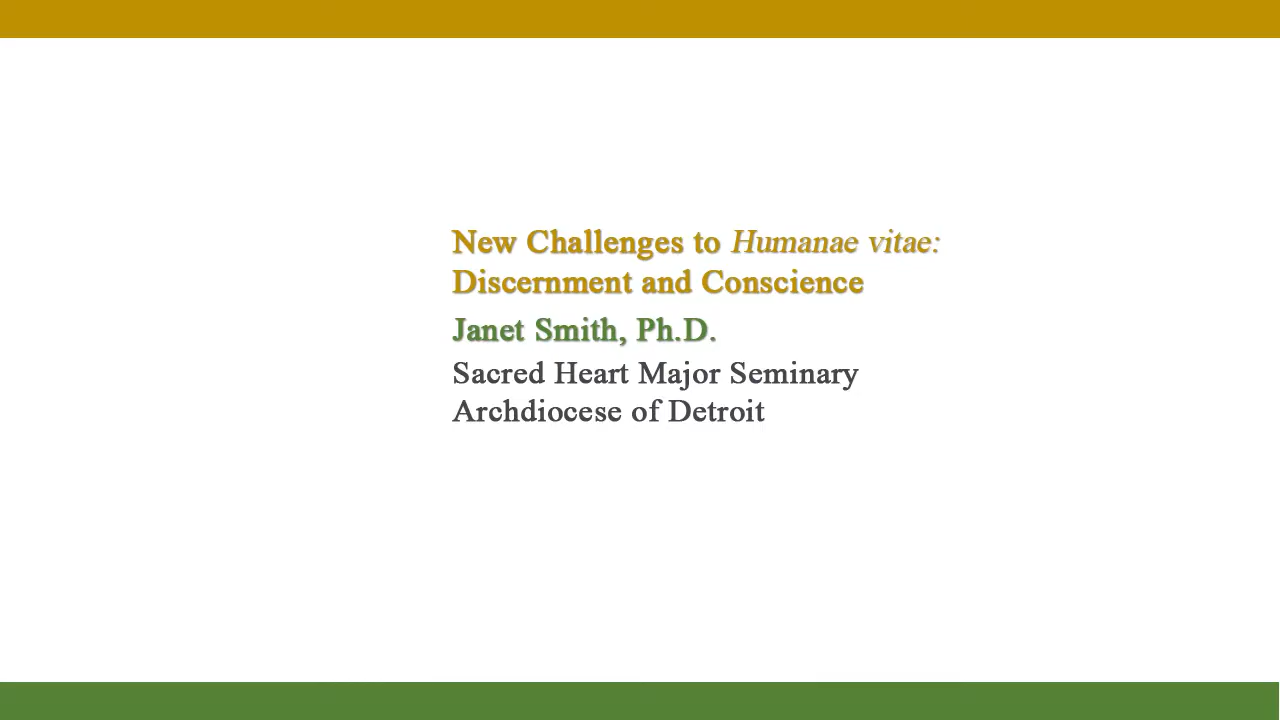 New Challenges to Humanae vitae:
Discernment and Conscience
Janet Smith, Ph.D.
Sacred Heart Major Seminary
Archdiocese of Detroit